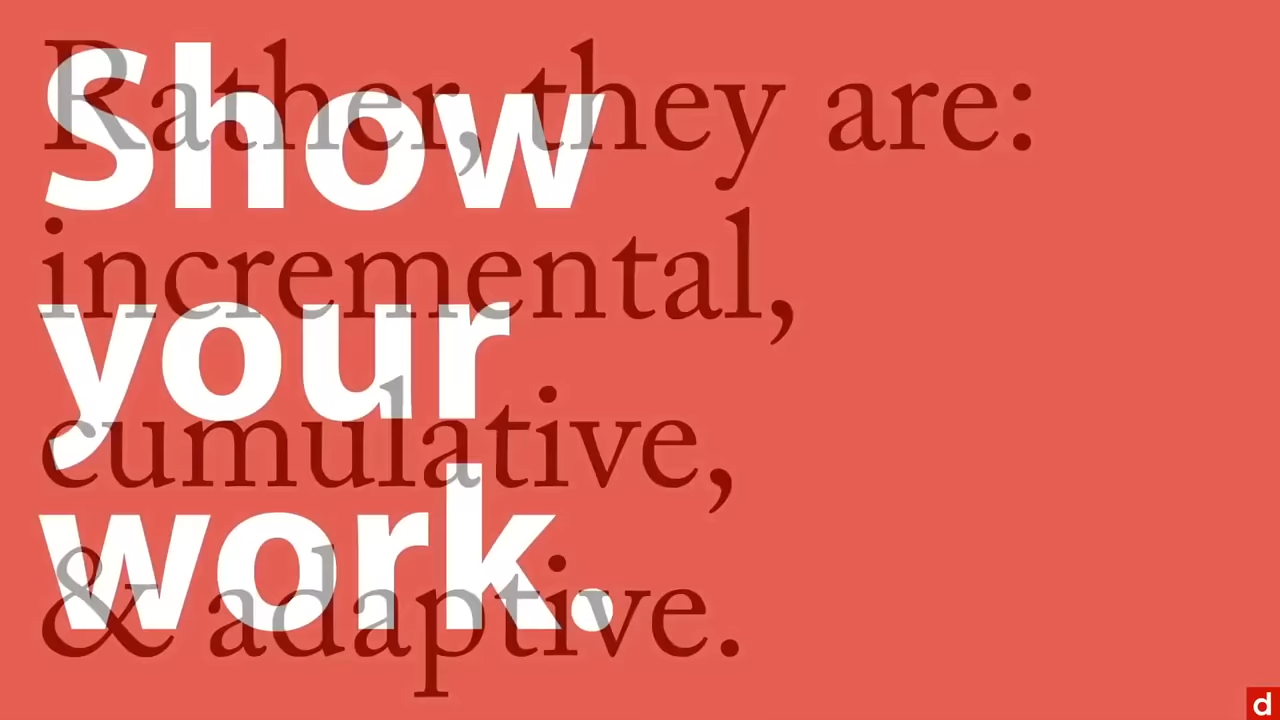 Rather, they are:
incremental,
cumulative,
& adaptive.
Show
your
work.
d